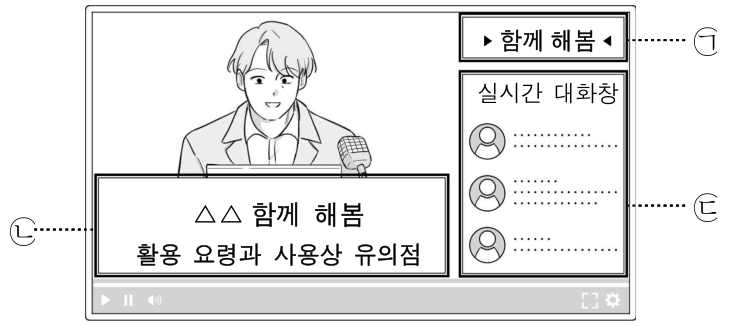 ▶ 함께 해봄 ◀
㉠
실시간 대화창
㉢
△△ 함께 해봄
활용 요령과 사용상 유의점
㉡